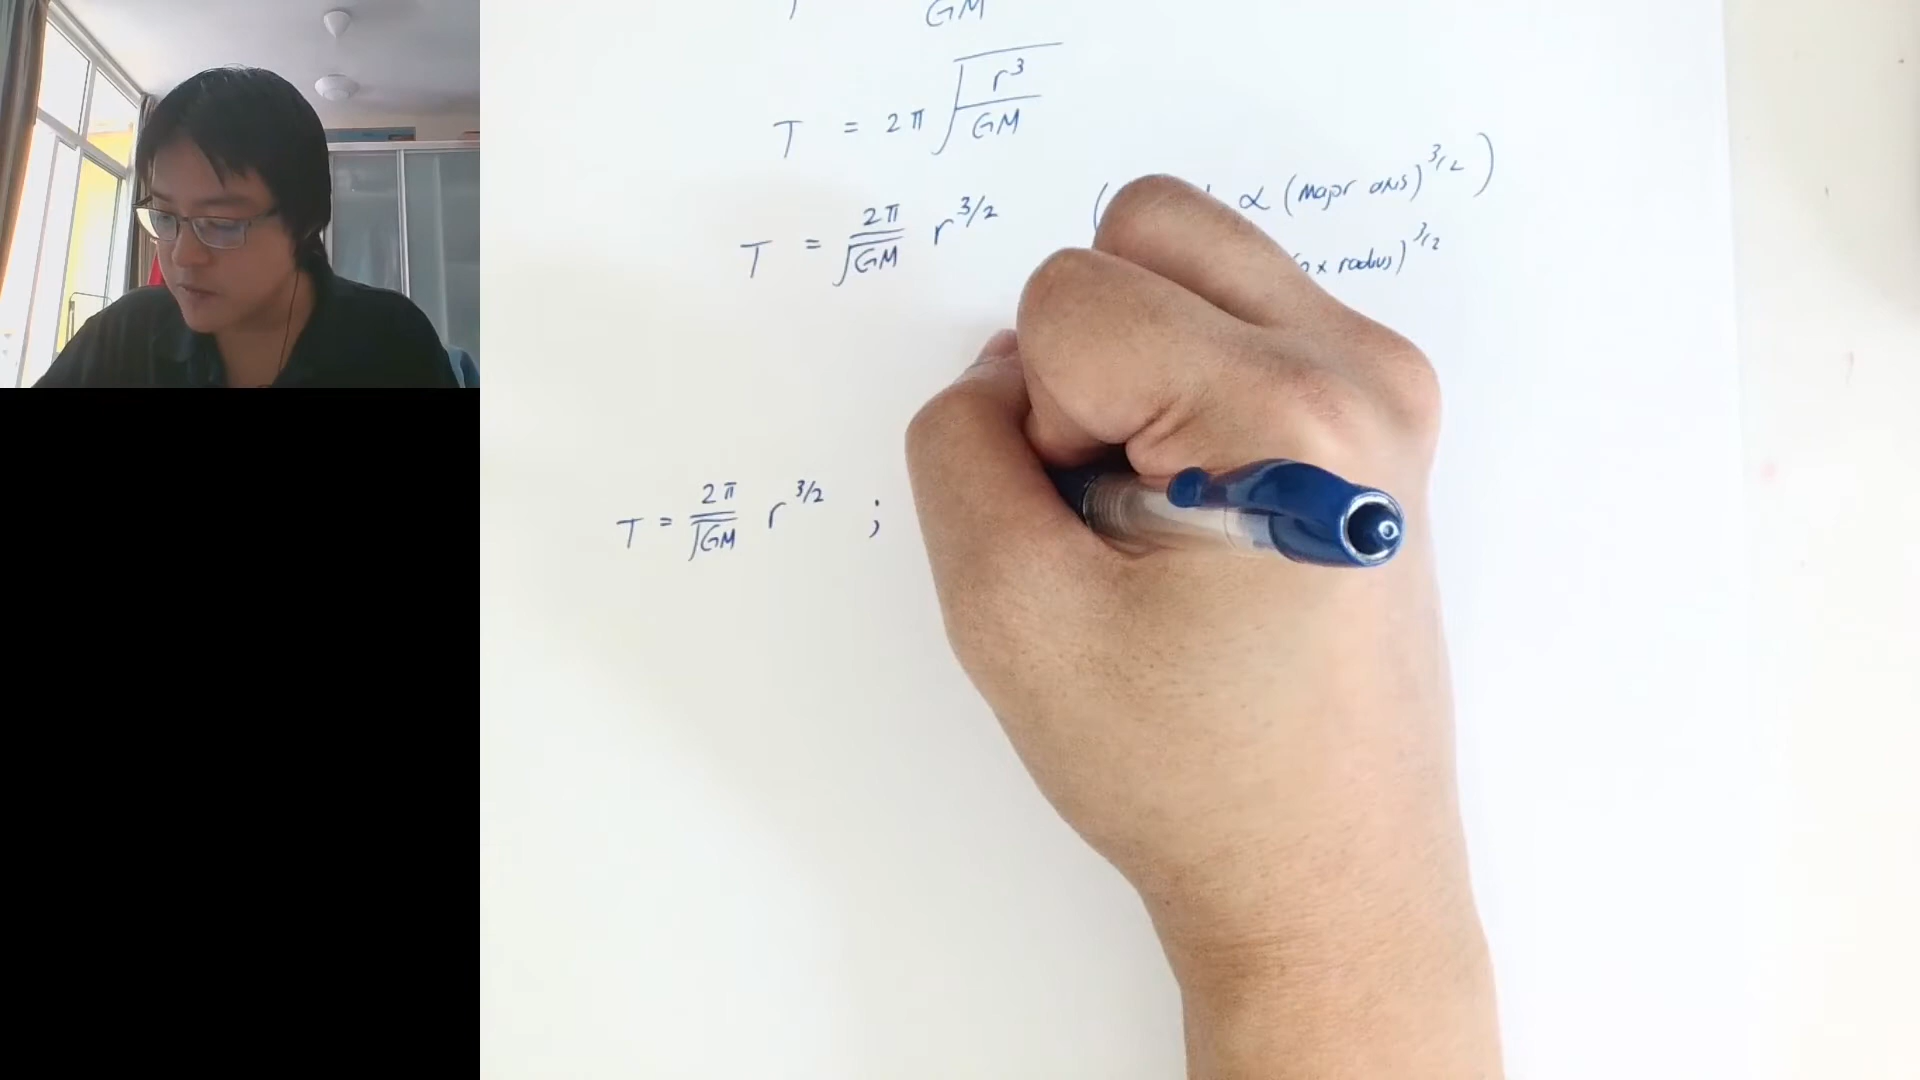 GM
T = 2π √(r³/GM)
T = 2π/√GM r^3/2 ( ∝ (major axis)^3/2 )
x radius)^3/2
T = 2π/√GM r^3/2 ;